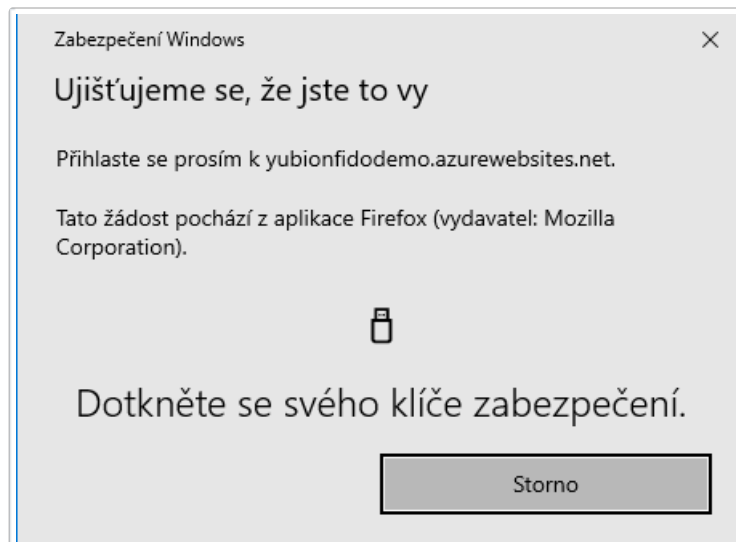 Zabezpečení Windows
Ujišťujeme se, že jste to vy
Přihlaste se prosím k yubionfidodemo.azurewebsites.net.
Tato žádost pochází z aplikace Firefox (vydavatel: Mozilla
Corporation).
Dotkněte se svého klíče zabezpečení.
Storno